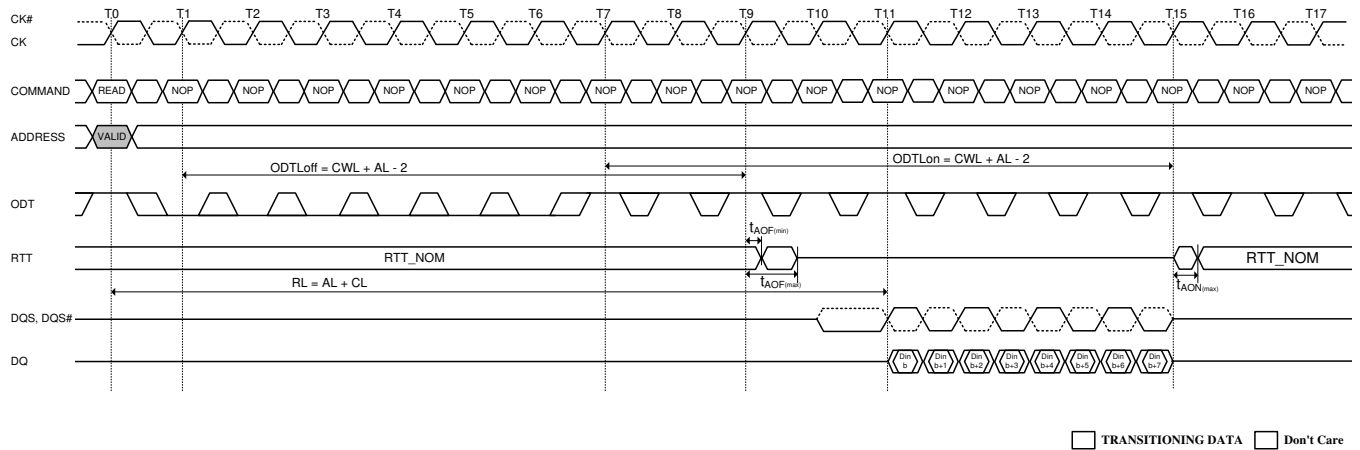 CK# T0 T1 T2 T3 T4 T5 T6 T7 T8 T9 T10 T11 T12 T13 T14 T15 T16 T17
CK
COMMAND READ NOP NOP NOP NOP NOP NOP NOP NOP NOP NOP NOP NOP NOP NOP NOP NOP NOP
ADDRESS VALID
ODTLoff = CWL + AL - 2 ODTLon = CWL + AL - 2
ODT
tAOF(min)
RTT RTT_NOM RTT_NOM
RL = AL + CL tAOF(max) tAON(max)
DQS, DQS#
DQ Din b Din b+1 Din b+2 Din b+3 Din b+4 Din b+5 Din b+6 Din b+7
TRANSITIONING DATA Don't Care